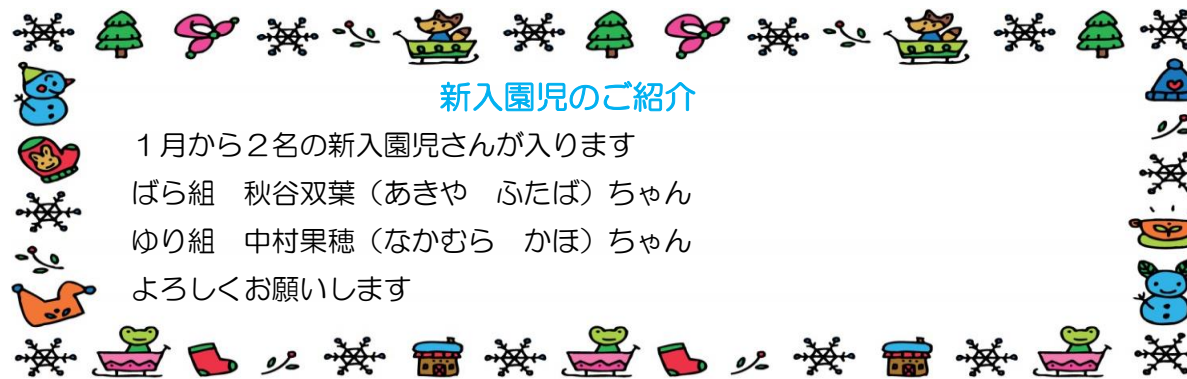 新入園児のご紹介
１月から２名の新入園児さんが入ります
ばら組　秋谷双葉（あきや　ふたば）ちゃん
ゆり組　中村果穂（なかむら　かほ）ちゃん
よろしくお願いします